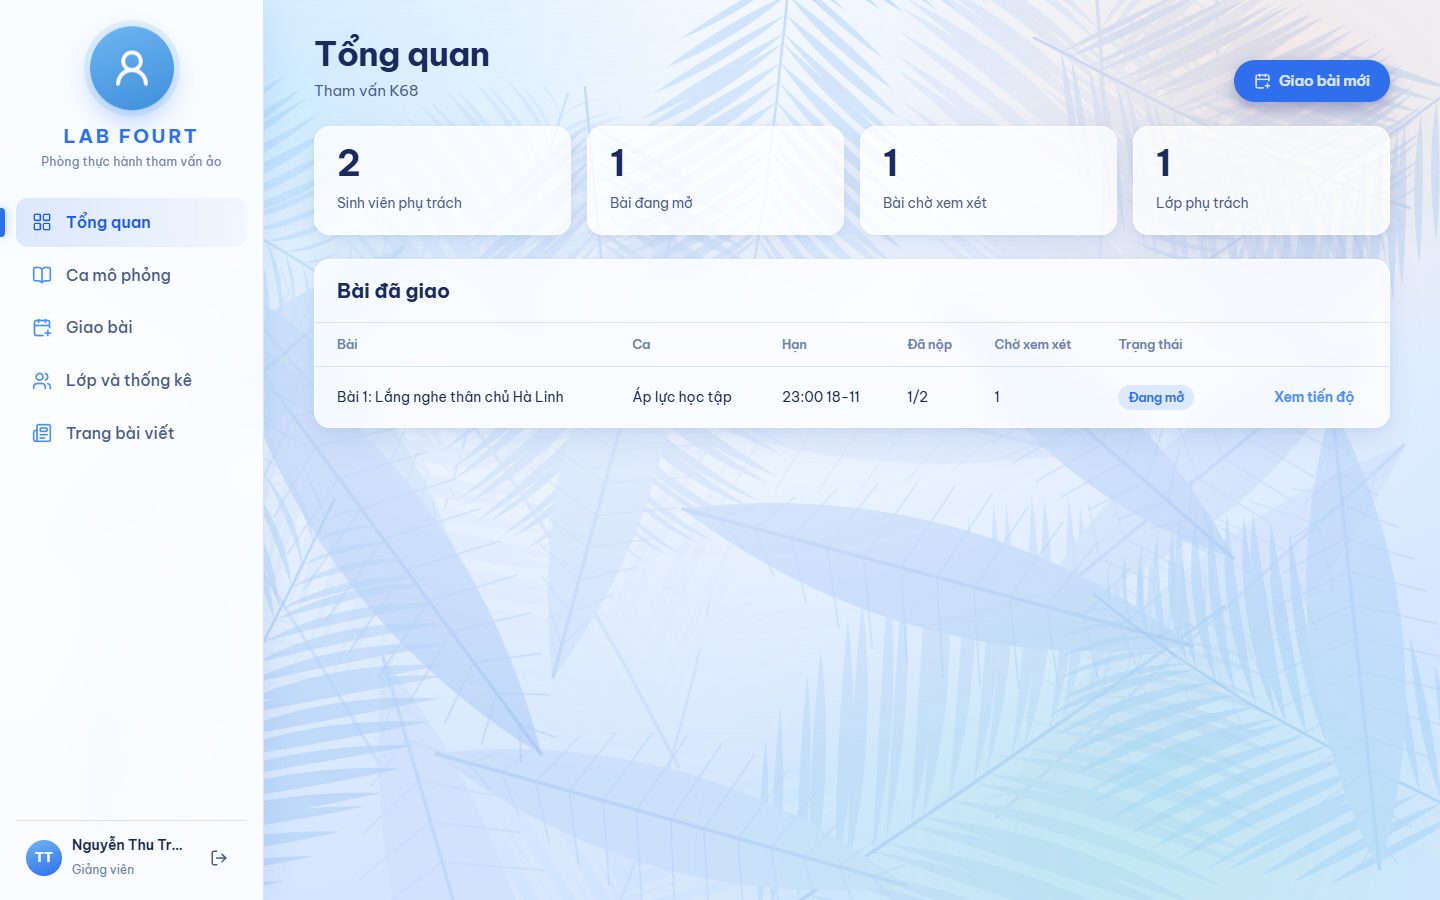 LAB FOURT
Phòng thực hành tham vấn ảo
Tổng quan
Ca mô phỏng
Giao bài
Lớp và thống kê
Trang bài viết
TT
Nguyễn Thu Tr...
Giảng viên
Tổng quan
Tham vấn K68
Giao bài mới
2
Sinh viên phụ trách
1
Bài đang mở
1
Bài chờ xem xét
1
Lớp phụ trách
Bài đã giao
Bài Ca Hạn Đã nộp Chờ xem xét Trạng thái
Bài 1: Lắng nghe thân chủ Hà Linh Áp lực học tập 23:00 18-11 1/2 1 Đang mở Xem tiến độ